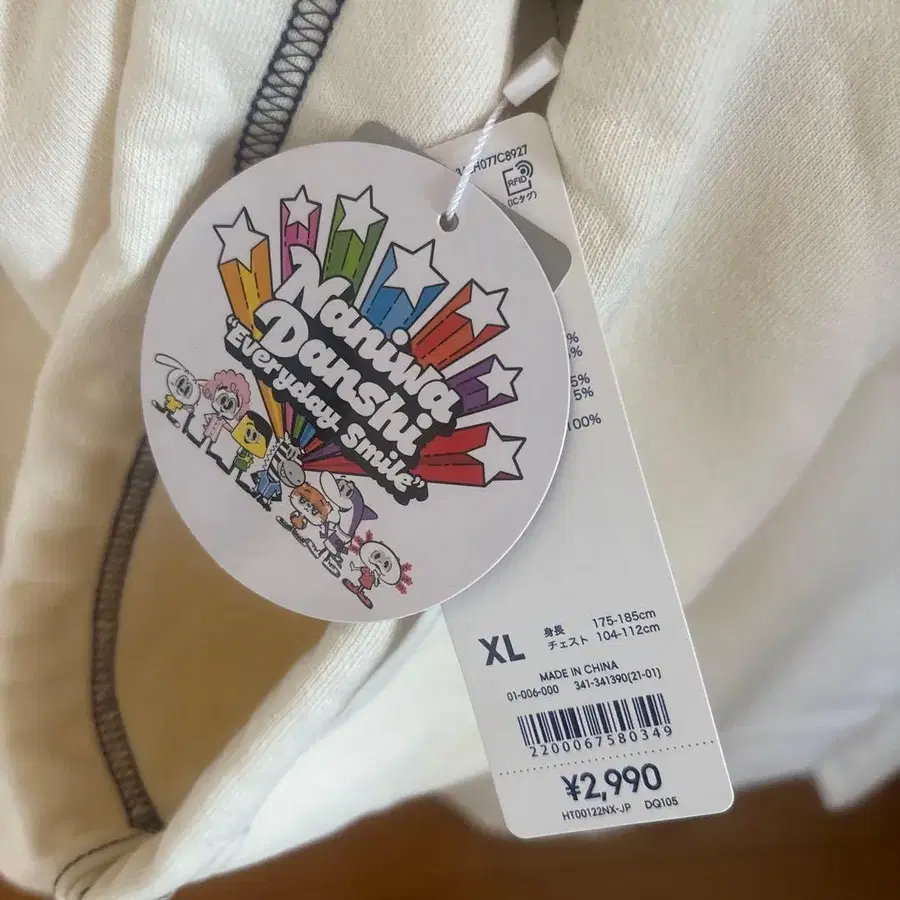 Naniwa
Danshi
"Everyday Smile"
H077C8927
RFID
(ICタグ)
%
%
5%
5%
100%
XL
身長 175-185cm
チェスト 104-112cm
MADE IN CHINA
01-006-000 341-341390(21-01)
2200067580349
¥2,990
HT00122NX-JP DQ105